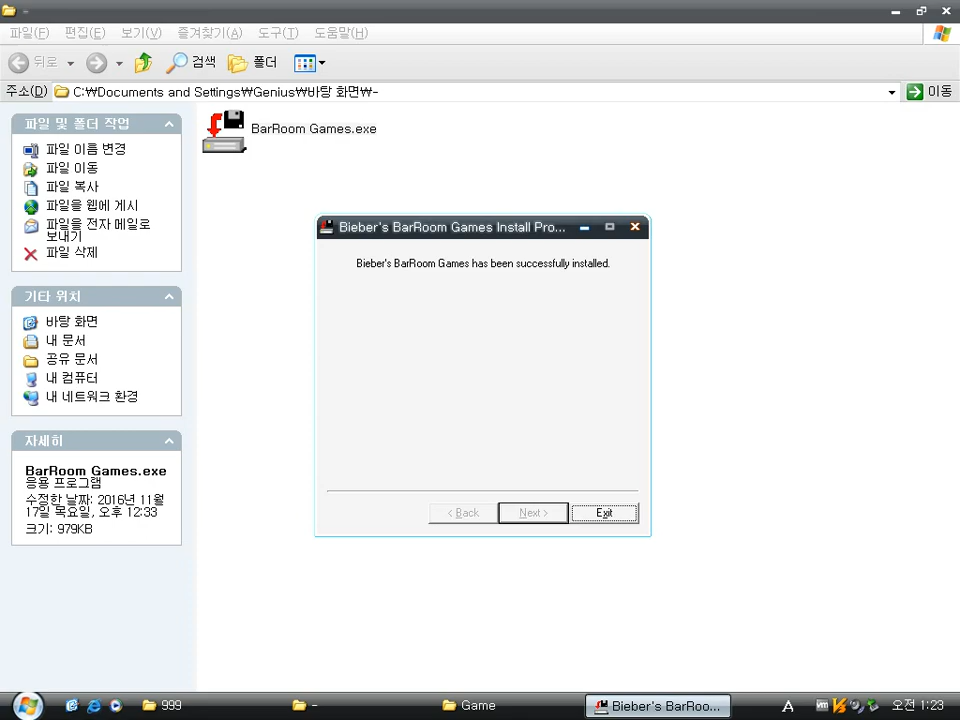 -
파일(F) 편집(E) 보기(V) 즐겨찾기(A) 도구(T) 도움말(H)
뒤로 검색 폴더
주소(D) C:₩Documents and Settings₩Genius₩바탕 화면₩- 이동
파일 및 폴더 작업
파일 이름 변경
파일 이동
파일 복사
파일을 웹에 게시
파일을 전자 메일로
보내기
파일 삭제
기타 위치
바탕 화면
내 문서
공유 문서
내 컴퓨터
내 네트워크 환경
자세히
BarRoom Games.exe
응용 프로그램
수정한 날짜: 2016년 11월
17일 목요일, 오후 12:33
크기: 979KB
BarRoom Games.exe
Bieber's BarRoom Games Install Pro...
Bieber's BarRoom Games has been successfully installed.
< Back Next > Exit
999 - Game Bieber's BarRoo... A 오전 1:23